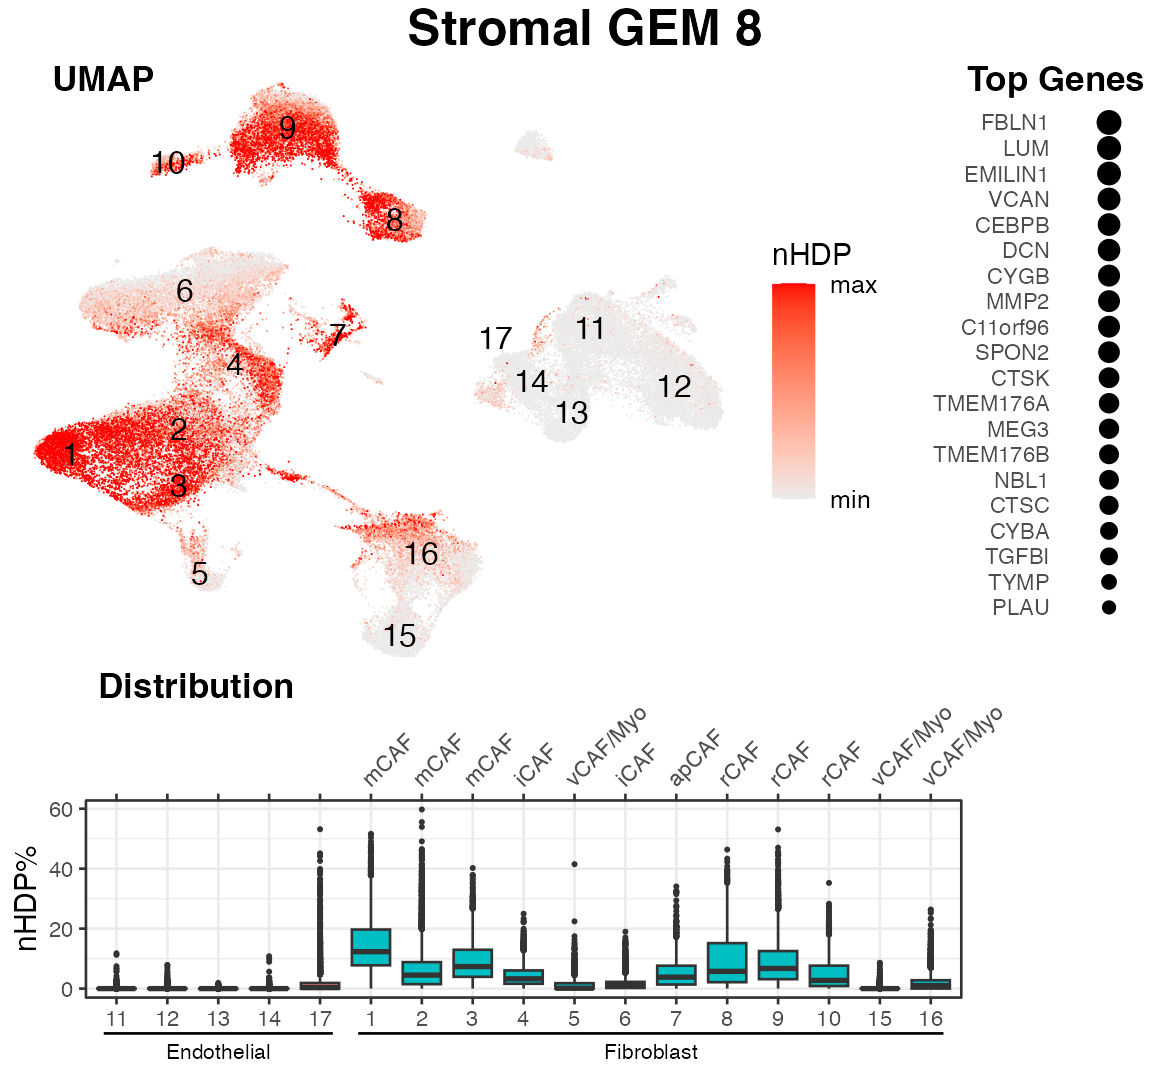 Stromal GEM 8
UMAP
Top Genes
9
10
8
6
7
4
2
1
3
5
16
15
17
11
14
12
13
nHDP
max
min
FBLN1
LUM
EMILIN1
VCAN
CEBPB
DCN
CYGB
MMP2
C11orf96
SPON2
CTSK
TMEM176A
MEG3
TMEM176B
NBL1
CTSC
CYBA
TGFBI
TYMP
PLAU
Distribution
mCAF mCAF mCAF iCAF vCAF/Myo iCAF apCAF rCAF rCAF rCAF vCAF/Myo vCAF/Myo
nHDP%
60
40
20
0
11 12 13 14 17 1 2 3 4 5 6 7 8 9 10 15 16
Endothelial Fibroblast